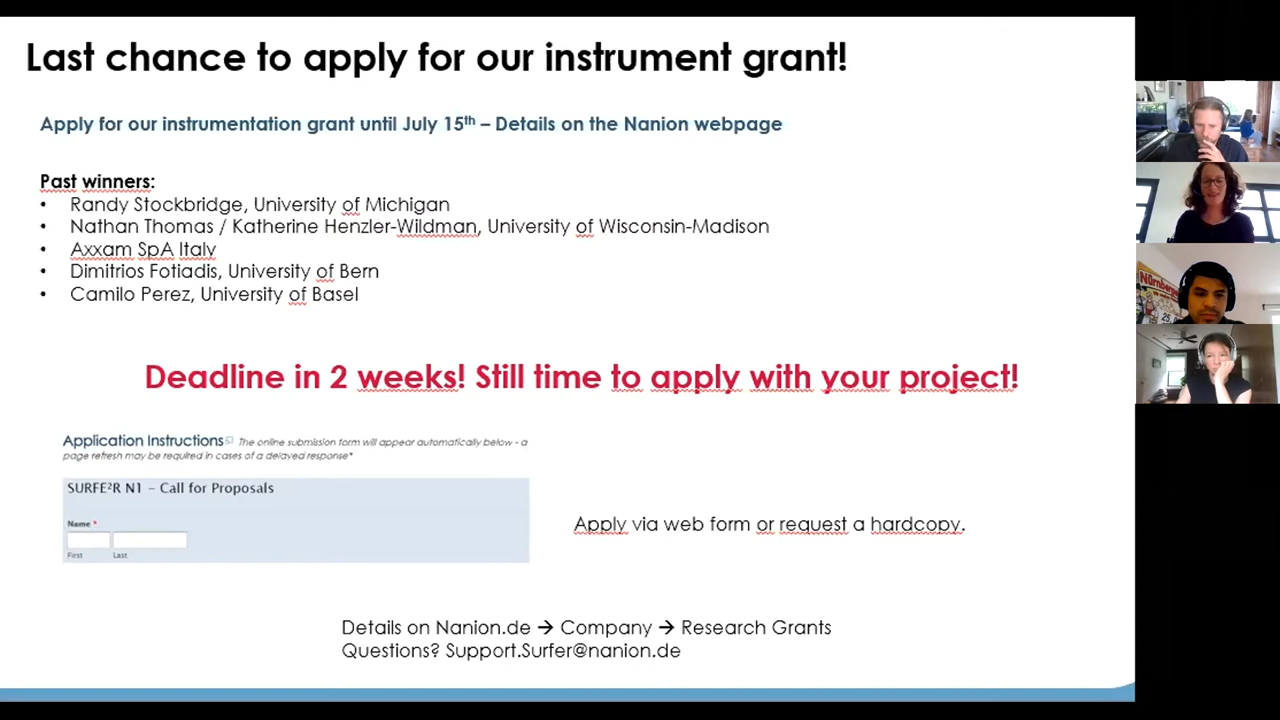 Last chance to apply for our instrument grant!
Apply for our instrumentation grant until July 15th – Details on the Nanion webpage
Past winners:
• Randy Stockbridge, University of Michigan
• Nathan Thomas / Katherine Henzler-Wildman, University of Wisconsin-Madison
• Axxam SpA Italy
• Dimitrios Fotiadis, University of Bern
• Camilo Perez, University of Basel
Deadline in 2 weeks! Still time to apply with your project!
Application Instructions The online submission form will appear automatically below - a
page refresh may be required in cases of a delayed response*
SURFE²R N1 – Call for Proposals
Name *
First Last
Apply via web form or request a hardcopy.
Details on Nanion.de → Company → Research Grants
Questions? Support.Surfer@nanion.de